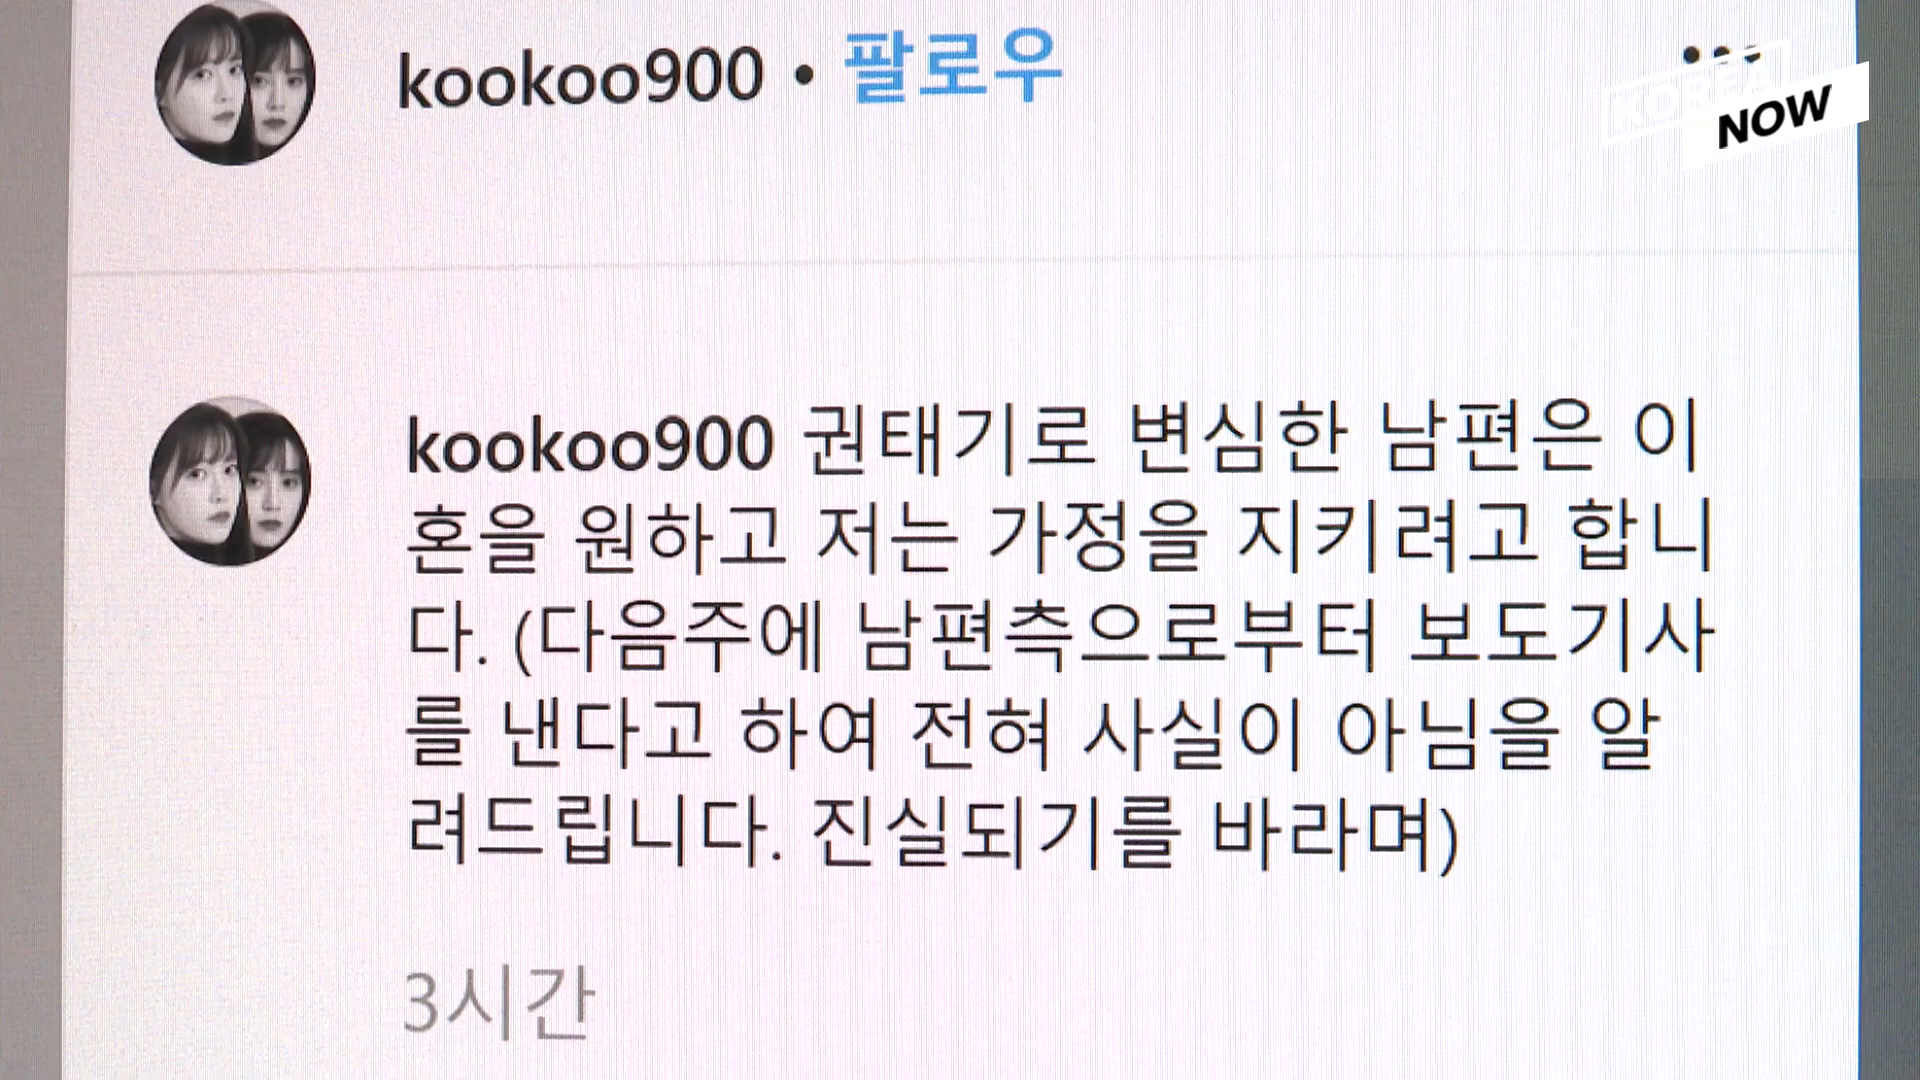 kookoo900 • 팔로우
KOREA
NOW
kookoo900 권태기로 변심한 남편은 이
혼을 원하고 저는 가정을 지키려고 합니
다. (다음주에 남편측으로부터 보도기사
를 낸다고 하여 전혀 사실이 아님을 알
려드립니다. 진실되기를 바라며)
3시간